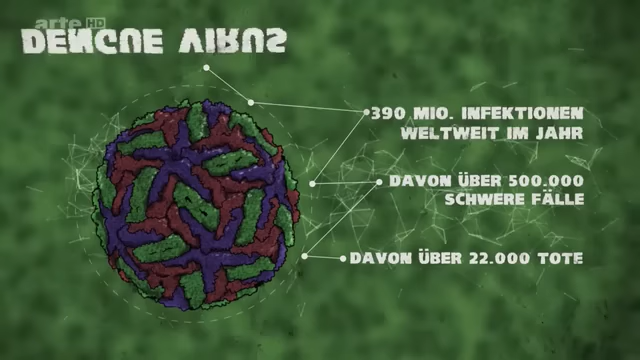 arte HD
DENGUE VIRUS
390 MIO. INFEKTIONEN
WELTWEIT IM JAHR
DAVON ÜBER 500.000
SCHWERE FÄLLE
DAVON ÜBER 22.000 TOTE